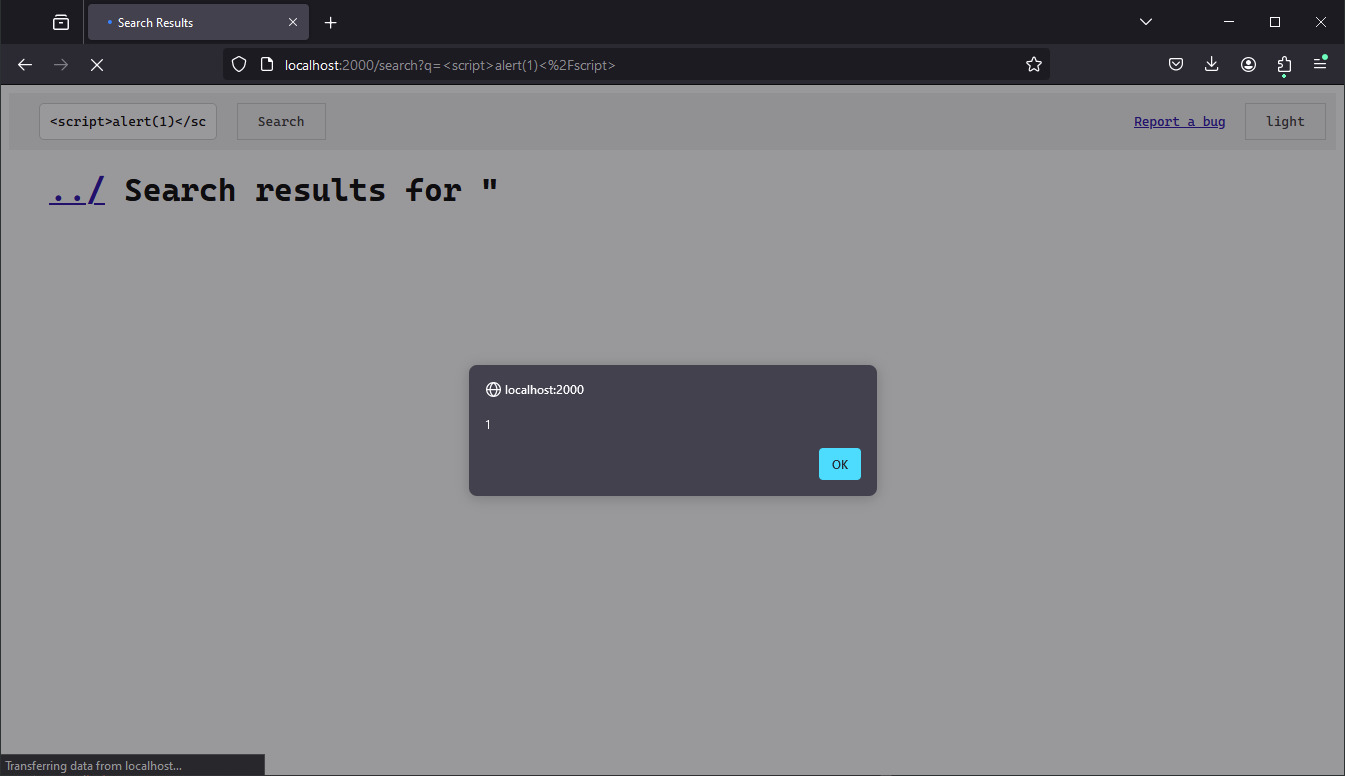 Search Results
localhost:2000/search?q=<script>alert(1)<%2Fscript>
<script>alert(1)</sc
Search
Report a bug
light
../ Search results for "
localhost:2000
1
OK
Transferring data from localhost...